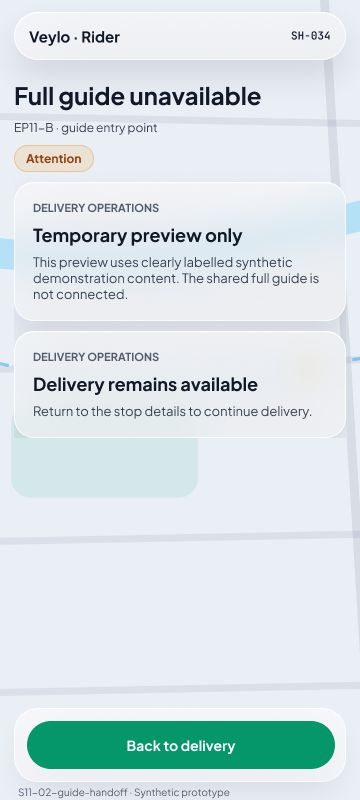 Veylo · Rider
SH-034
Full guide unavailable
EP11-B · guide entry point
Attention
DELIVERY OPERATIONS
Temporary preview only
This preview uses clearly labelled synthetic
demonstration content. The shared full guide is
not connected.
DELIVERY OPERATIONS
Delivery remains available
Return to the stop details to continue delivery.
Back to delivery
S11-02-guide-handoff · Synthetic prototype